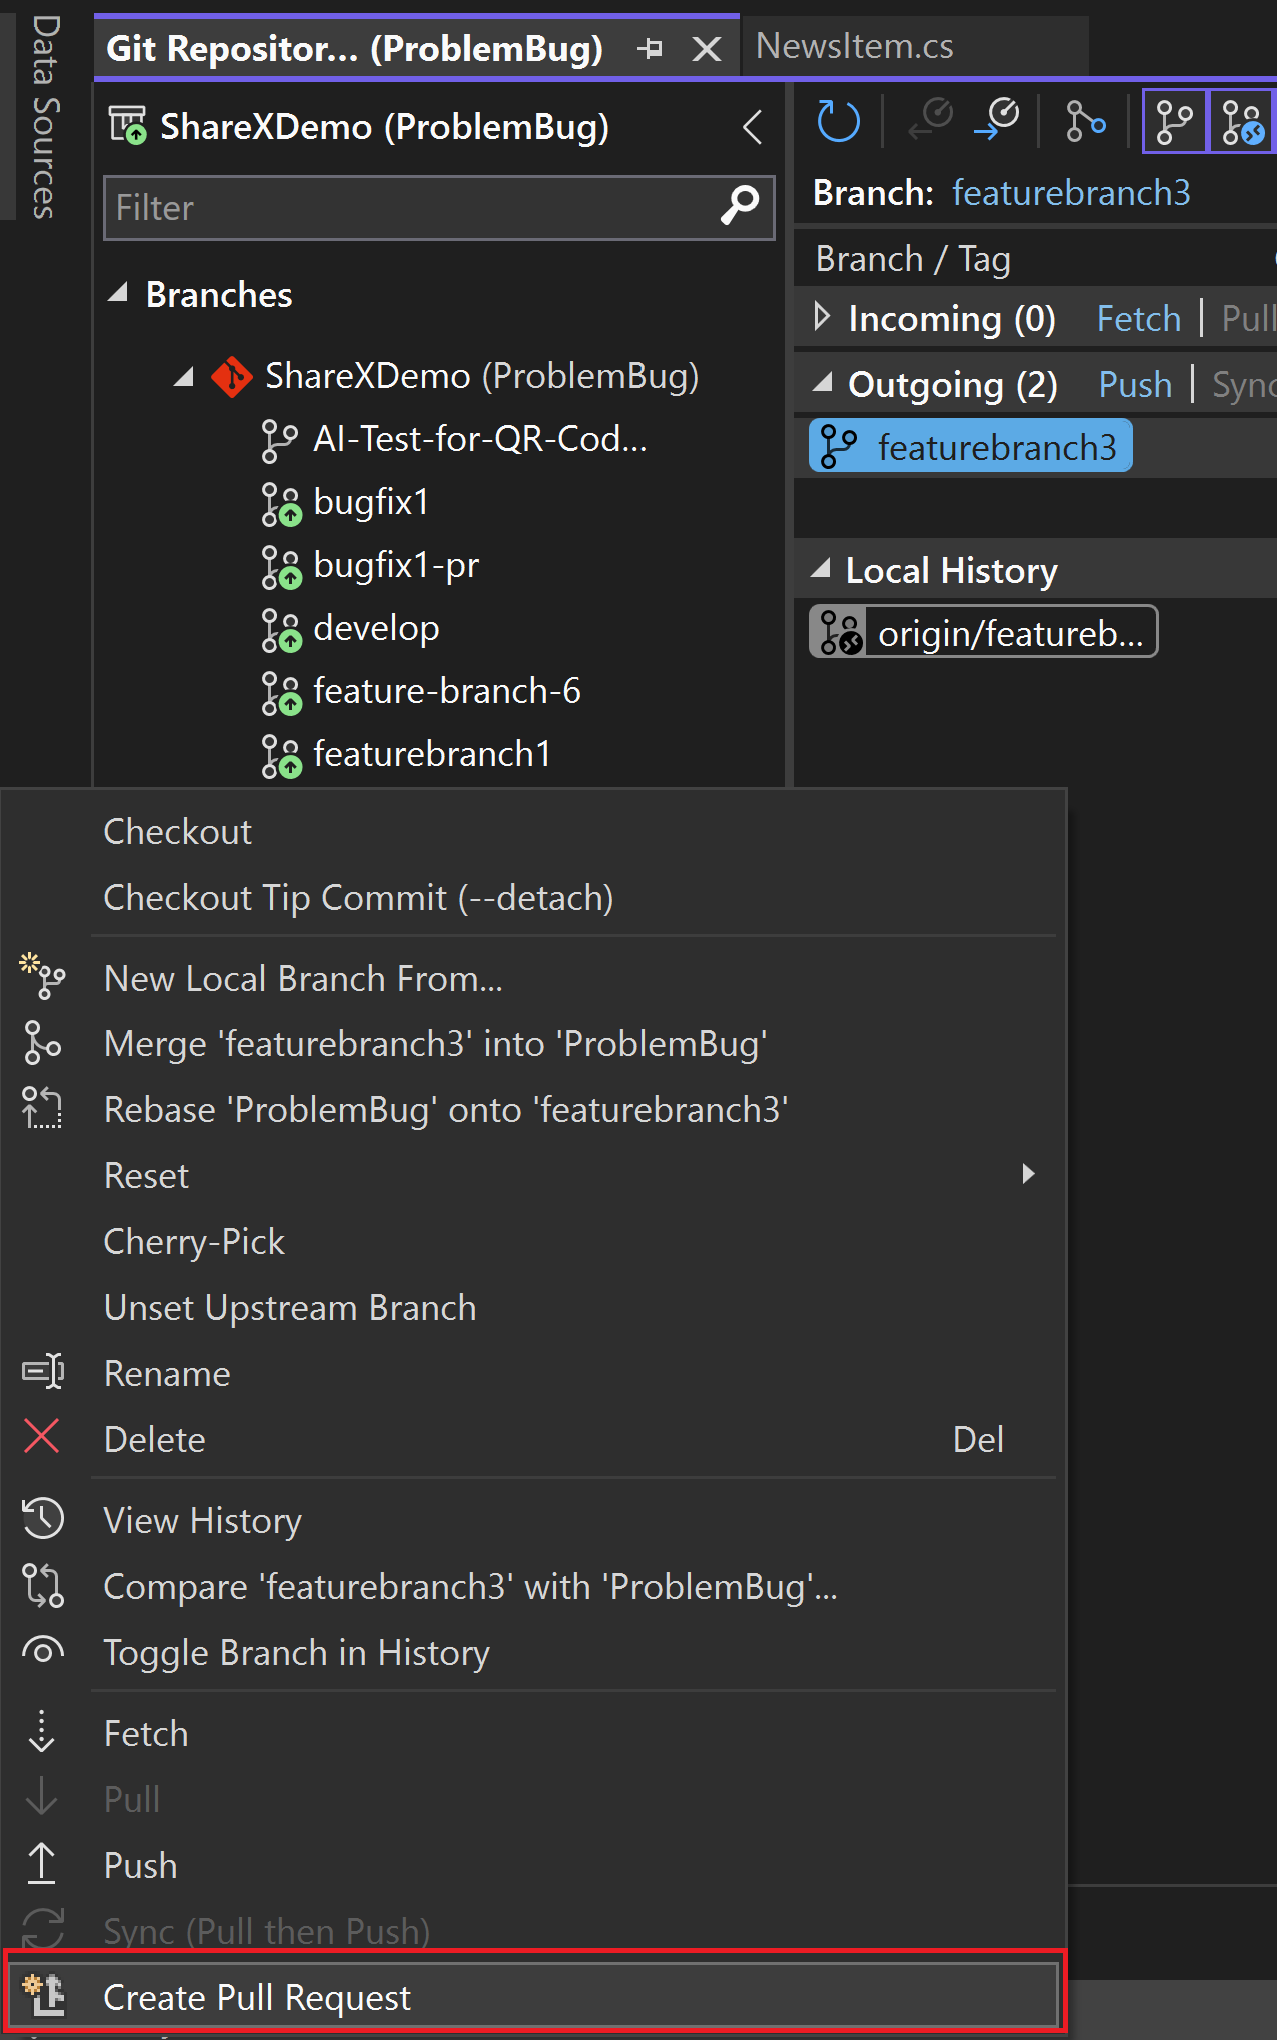 Data Sources
Git Repositor... (ProblemBug)
NewsItem.cs
ShareXDemo (ProblemBug)
Filter
Branches
ShareXDemo (ProblemBug)
AI-Test-for-QR-Cod...
bugfix1
bugfix1-pr
develop
feature-branch-6
featurebranch1
Branch: featurebranch3
Branch / Tag
Incoming (0) Fetch | Pull
Outgoing (2) Push | Sync
featurebranch3
Local History
origin/featureb...
Checkout
Checkout Tip Commit (--detach)
New Local Branch From...
Merge 'featurebranch3' into 'ProblemBug'
Rebase 'ProblemBug' onto 'featurebranch3'
Reset
Cherry-Pick
Unset Upstream Branch
Rename
Delete Del
View History
Compare 'featurebranch3' with 'ProblemBug'...
Toggle Branch in History
Fetch
Pull
Push
Sync (Pull then Push)
Create Pull Request